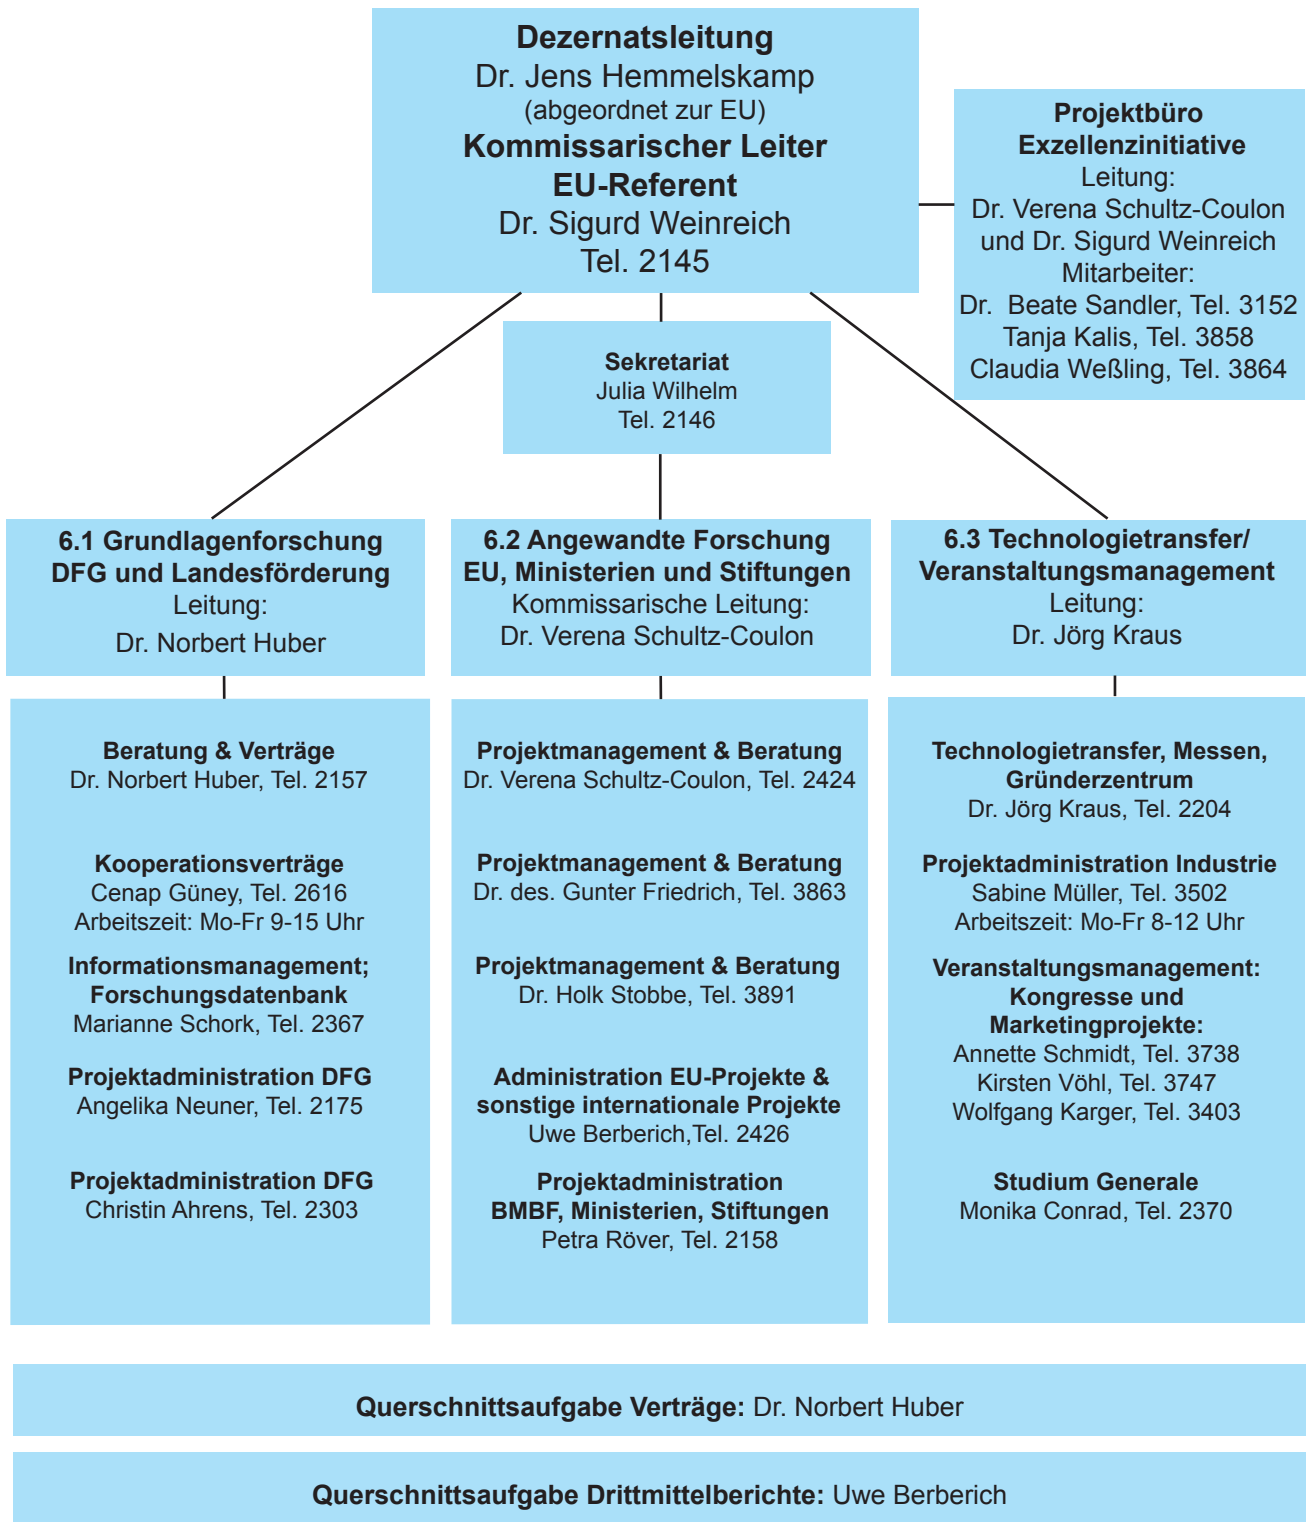 Dezernatsleitung
Dr. Jens Hemmelskamp
(abgeordnet zur EU)
Kommissarischer Leiter
EU-Referent
Dr. Sigurd Weinreich
Tel. 2145
Projektbüro
Exzellenzinitiative
Leitung:
Dr. Verena Schultz-Coulon
und Dr. Sigurd Weinreich
Mitarbeiter:
Dr. Beate Sandler, Tel. 3152
Tanja Kalis, Tel. 3858
Claudia Weßling, Tel. 3864
Sekretariat
Julia Wilhelm
Tel. 2146
6.1 Grundlagenforschung
DFG und Landesförderung
Leitung:
Dr. Norbert Huber
6.2 Angewandte Forschung
EU, Ministerien und Stiftungen
Kommissarische Leitung:
Dr. Verena Schultz-Coulon
6.3 Technologietransfer/
Veranstaltungsmanagement
Leitung:
Dr. Jörg Kraus
Beratung & Verträge
Dr. Norbert Huber, Tel. 2157
Kooperationsverträge
Cenap Güney, Tel. 2616
Arbeitszeit: Mo-Fr 9-15 Uhr
Informationsmanagement;
Forschungsdatenbank
Marianne Schork, Tel. 2367
Projektadministration DFG
Angelika Neuner, Tel. 2175
Projektadministration DFG
Christin Ahrens, Tel. 2303
Projektmanagement & Beratung
Dr. Verena Schultz-Coulon, Tel. 2424
Projektmanagement & Beratung
Dr. des. Gunter Friedrich, Tel. 3863
Projektmanagement & Beratung
Dr. Holk Stobbe, Tel. 3891
Administration EU-Projekte &
sonstige internationale Projekte
Uwe Berberich,Tel. 2426
Projektadministration
BMBF, Ministerien, Stiftungen
Petra Röver, Tel. 2158
Technologietransfer, Messen,
Gründerzentrum
Dr. Jörg Kraus, Tel. 2204
Projektadministration Industrie
Sabine Müller, Tel. 3502
Arbeitszeit: Mo-Fr 8-12 Uhr
Veranstaltungsmanagement:
Kongresse und
Marketingprojekte:
Annette Schmidt, Tel. 3738
Kirsten Vöhl, Tel. 3747
Wolfgang Karger, Tel. 3403
Studium Generale
Monika Conrad, Tel. 2370
Querschnittsaufgabe Verträge: Dr. Norbert Huber
Querschnittsaufgabe Drittmittelberichte: Uwe Berberich